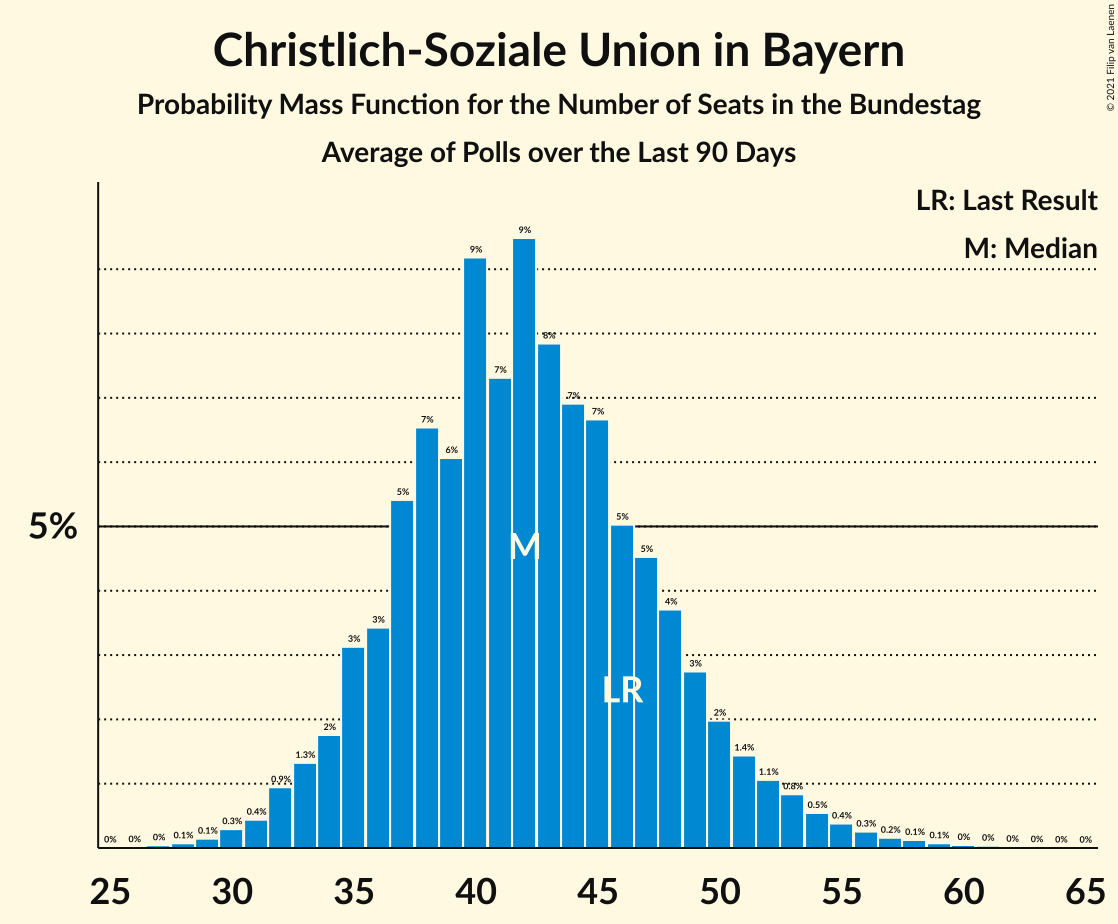 Christlich-Soziale Union in Bayern
Probability Mass Function for the Number of Seats in the Bundestag
Average of Polls over the Last 90 Days
© 2021 Filip van Laenen
LR: Last Result
M: Median
5%
0% 0% 0% 0.1% 0.1% 0.3% 0.4% 0.9% 1.3% 2% 3% 3% 5% 7% 6% 9% 7% 9% 8% 7% 7% 5% 5% 4% 3% 2% 1.4% 1.1% 0.8% 0.5% 0.4% 0.3% 0.2% 0.1% 0.1% 0% 0% 0% 0% 0% 0%
M
LR
25 30 35 40 45 50 55 60 65